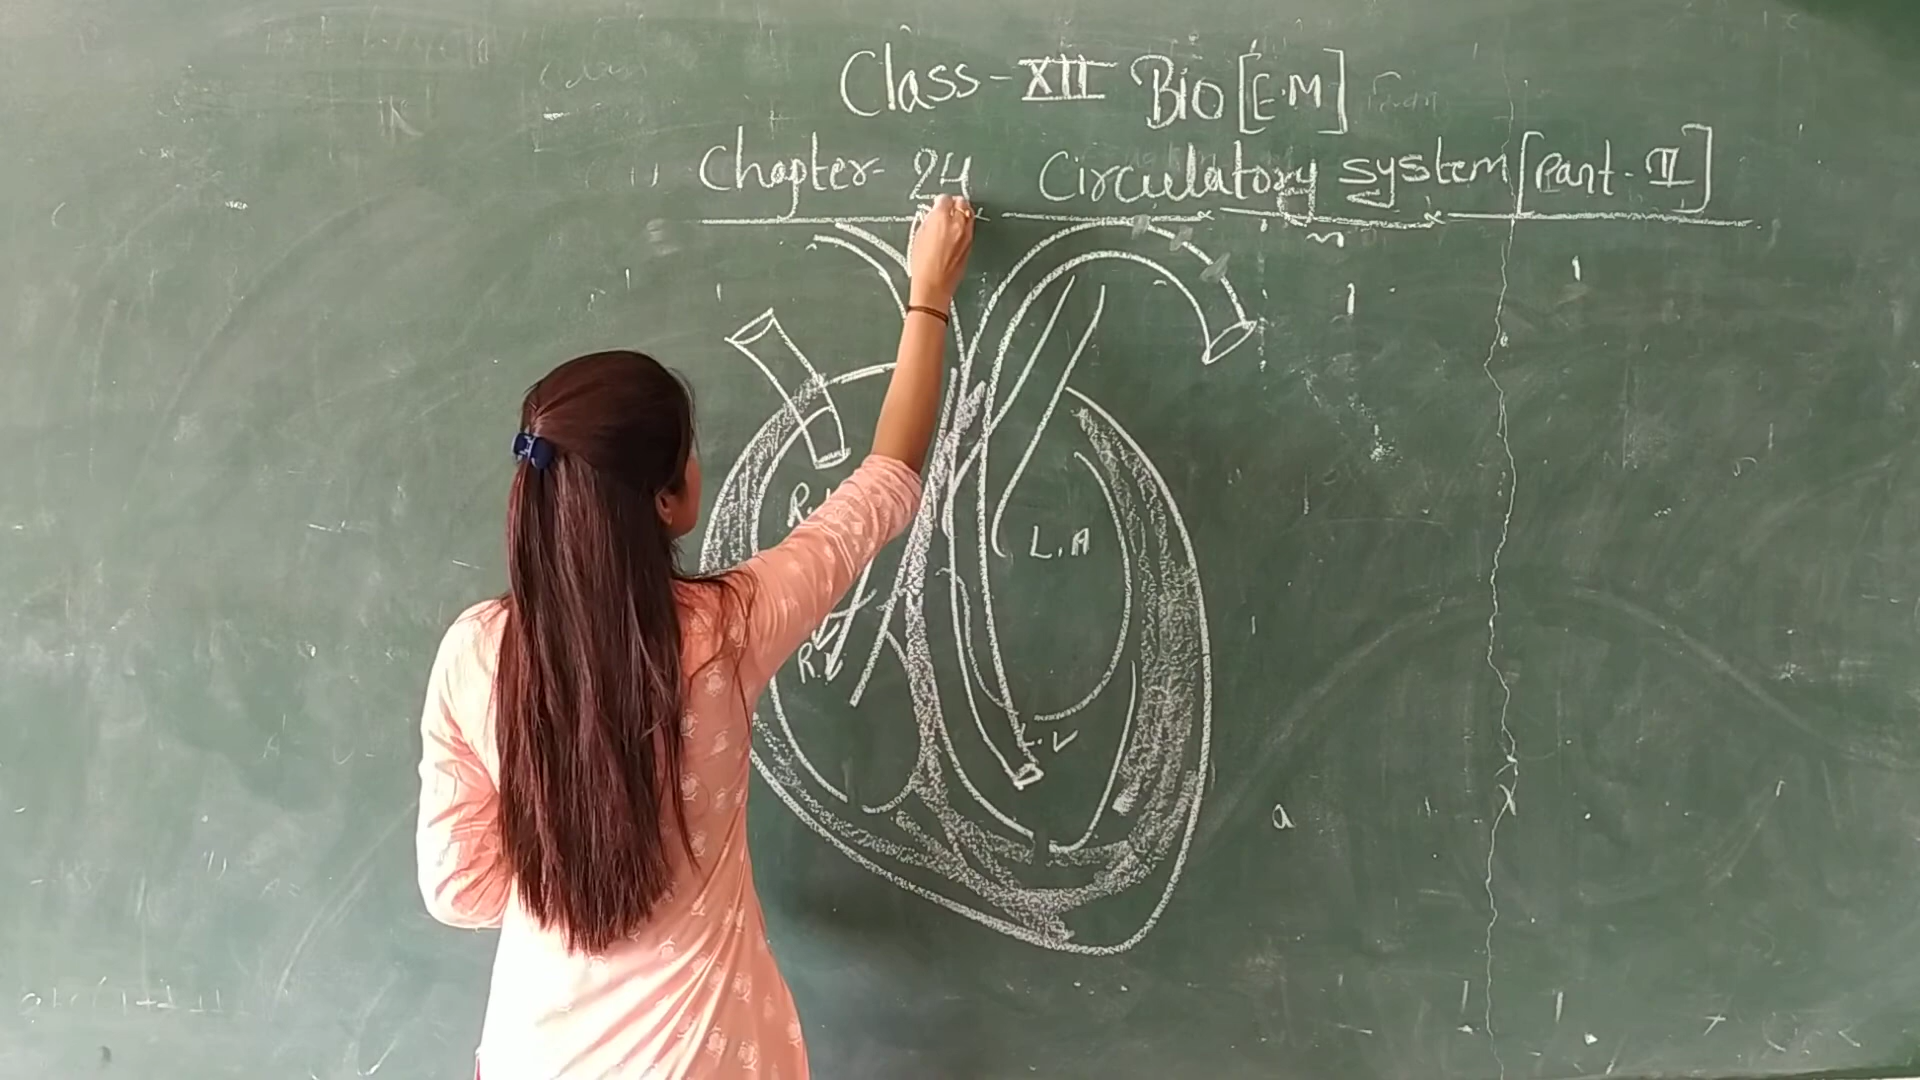 Class - XII Bio [E.M]
Chapter - 24 Circulatory system [Part - II]
L.A
R.V
L.V